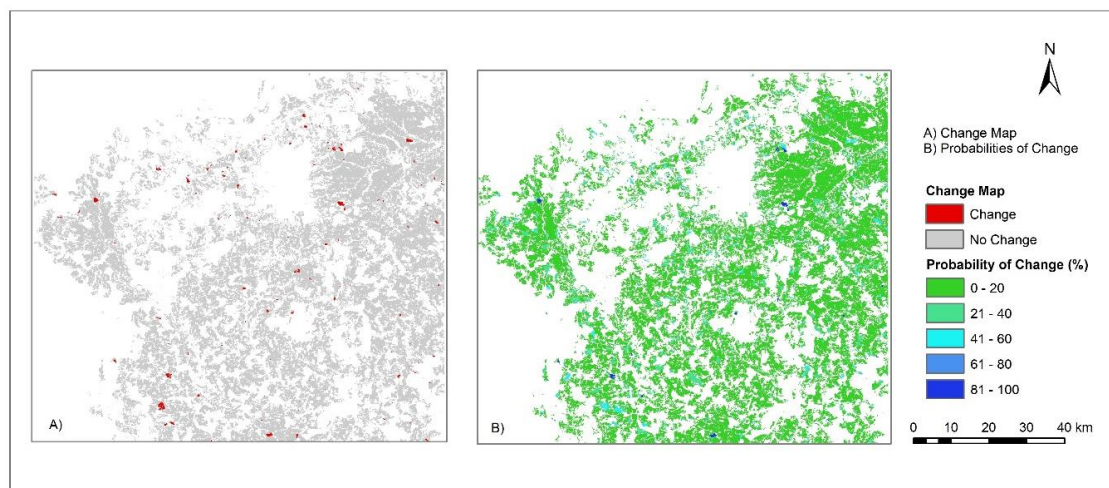 N
A) Change Map
B) Probabilities of Change
Change Map
Change
No Change
Probability of Change (%)
0 - 20
21 - 40
41 - 60
61 - 80
81 - 100
A)
B)
0 10 20 30 40 km